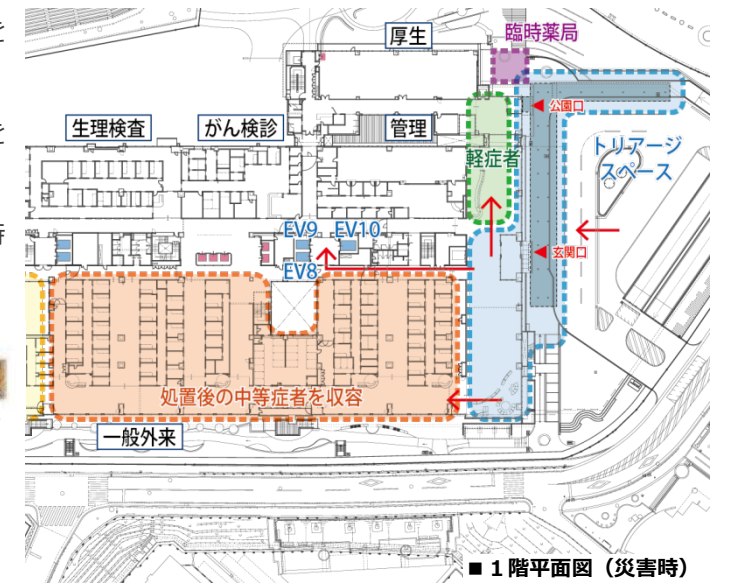 と
厚生
臨時薬局
公園口
生理検査
がん検診
管理
と
軽症者
トリアージ
スペース
時
EV9
EV10
玄関口
EV8
処置後の中等症者を収容
一般外来
■１階平面図（災害時）